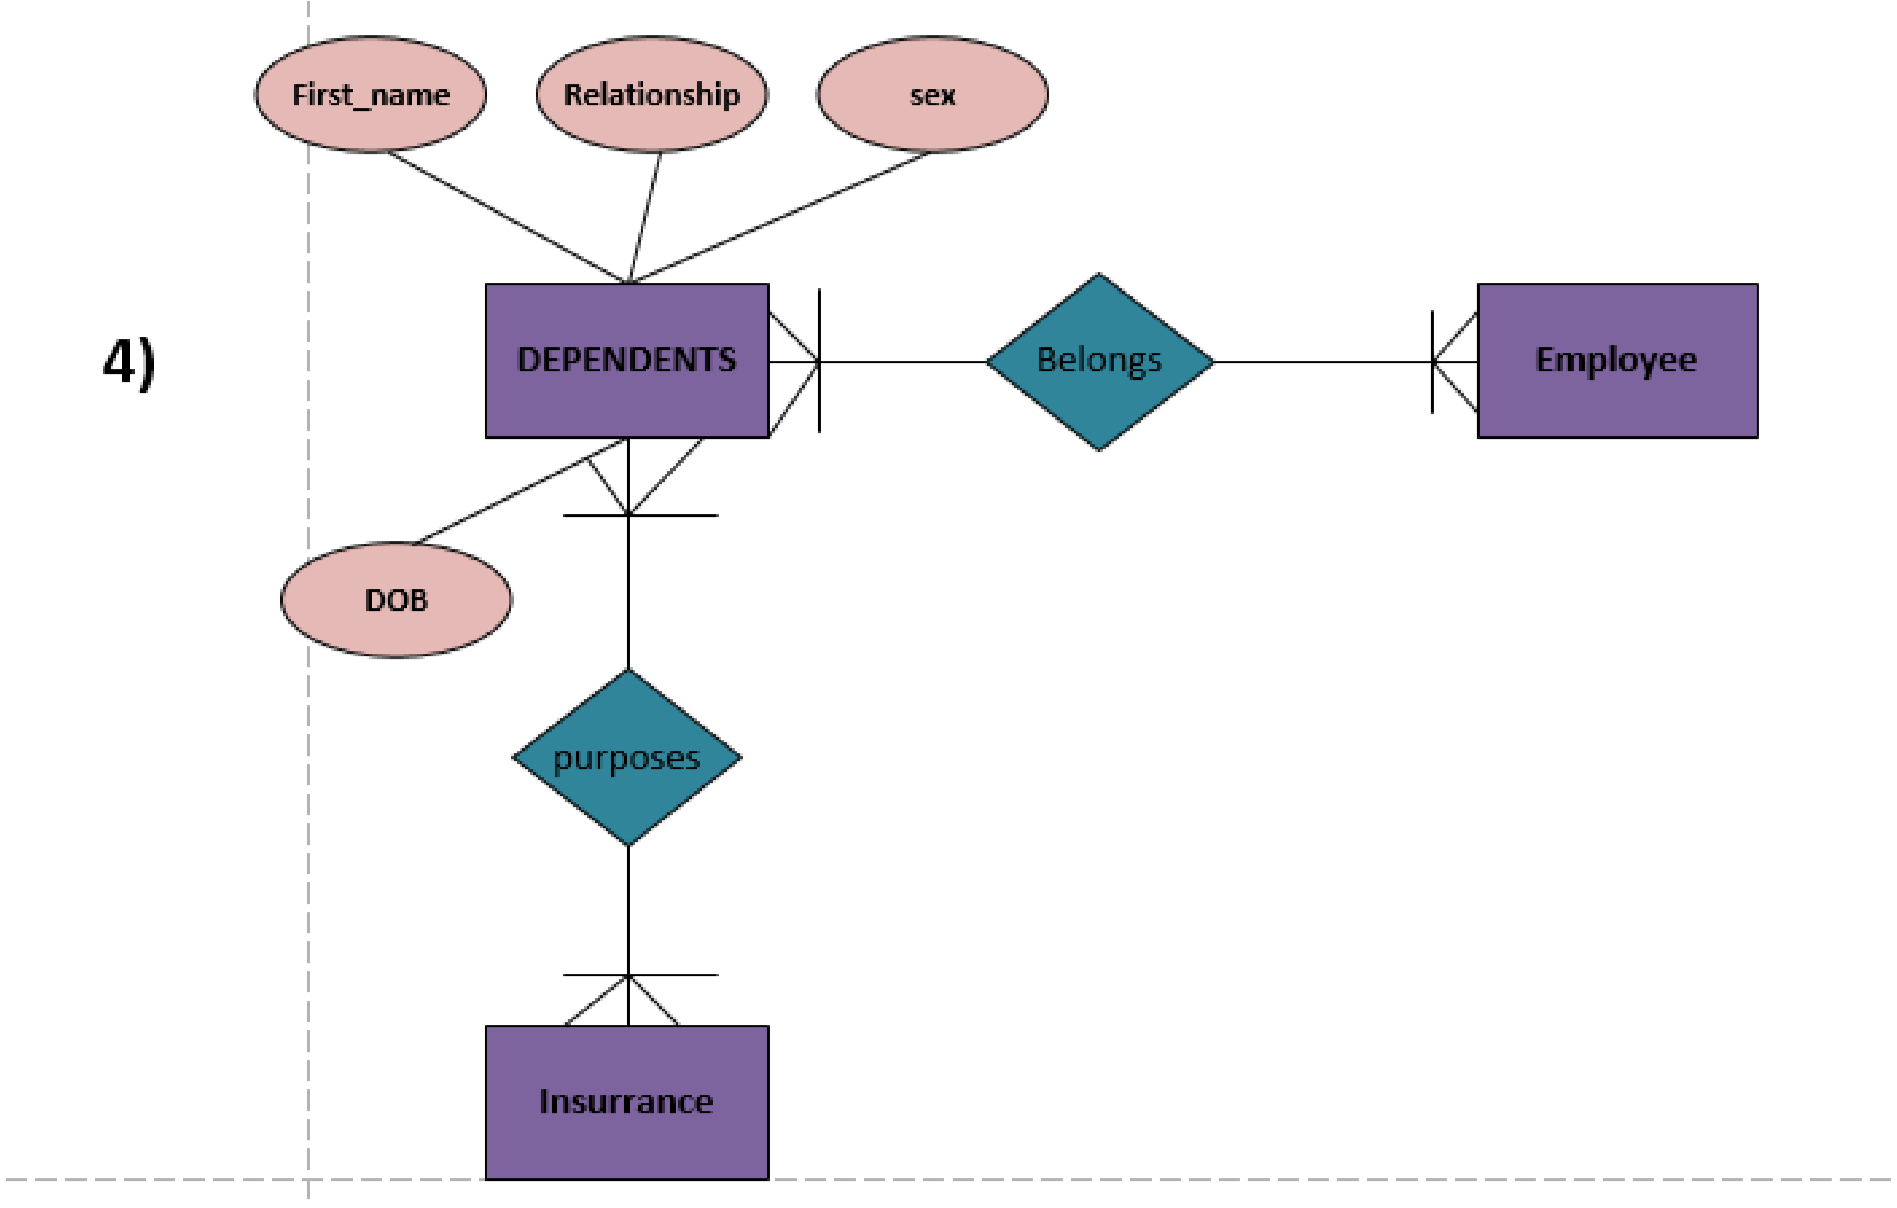 First_name
Relationship
sex
4)
DEPENDENTS
Belongs
Employee
DOB
purposes
Insurrance